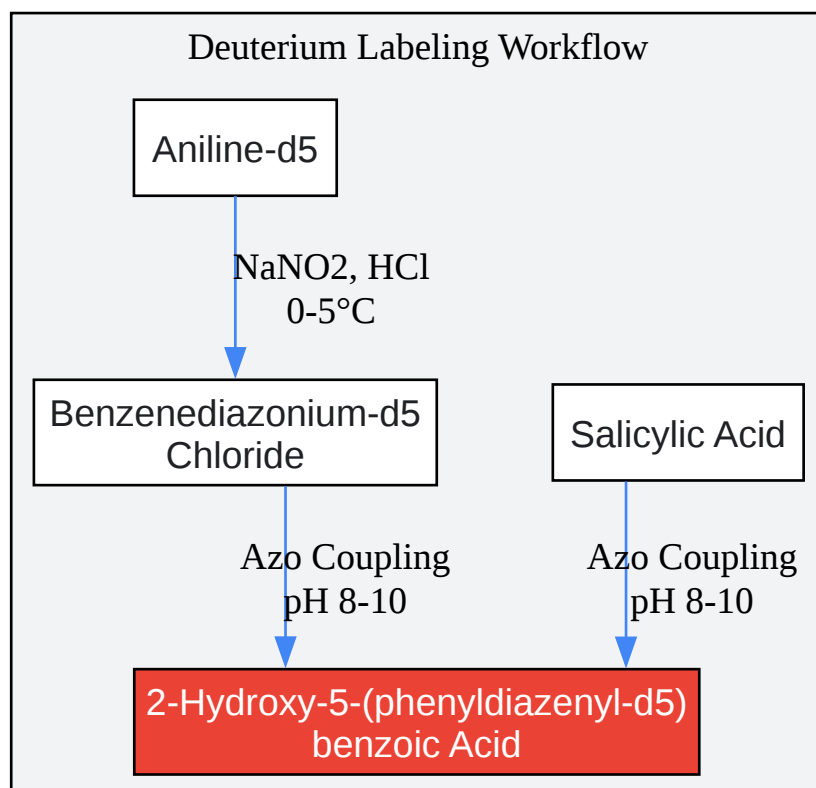 Deuterium Labeling Workflow
Aniline-d5
NaNO2, HCl
0-5°C
Benzenediazonium-d5
Chloride
Salicylic Acid
Azo Coupling
pH 8-10
Azo Coupling
pH 8-10
2-Hydroxy-5-(phenyldiazenyl-d5)
benzoic Acid